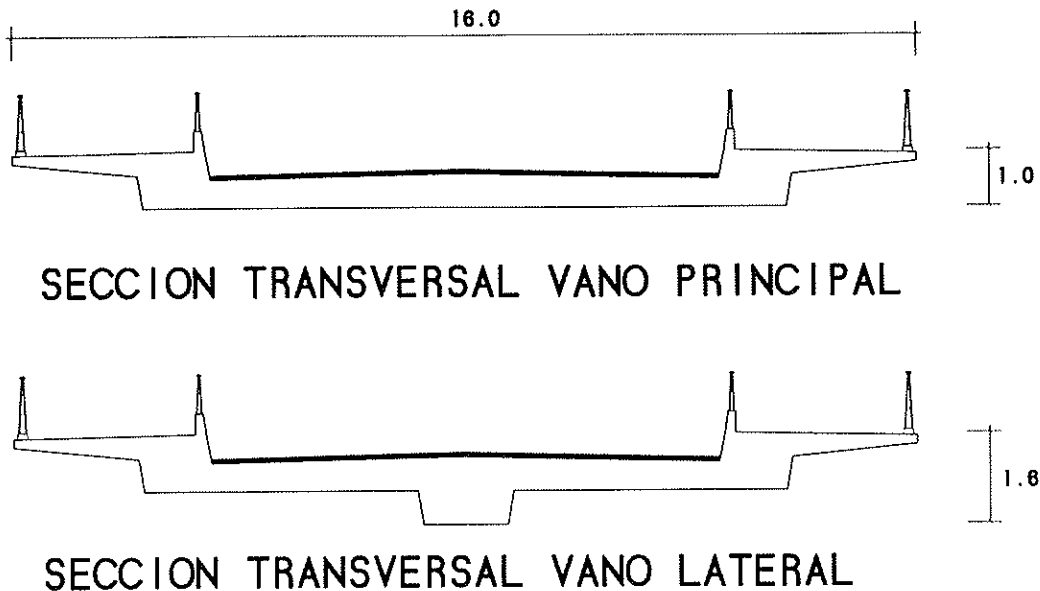 16.0
1.0
SECCION TRANSVERSAL VANO PRINCIPAL
1.6
SECCION TRANSVERSAL VANO LATERAL